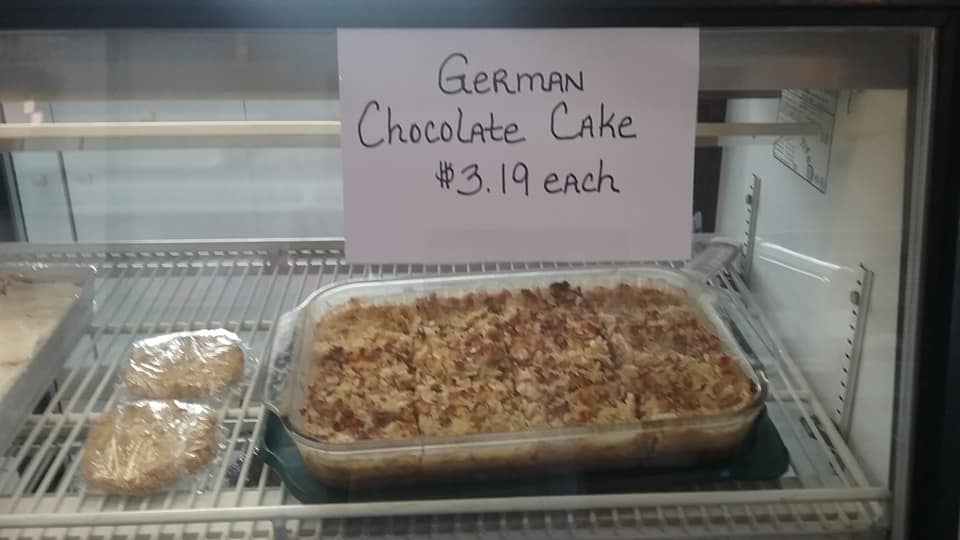 German
Chocolate Cake
$3.19 each